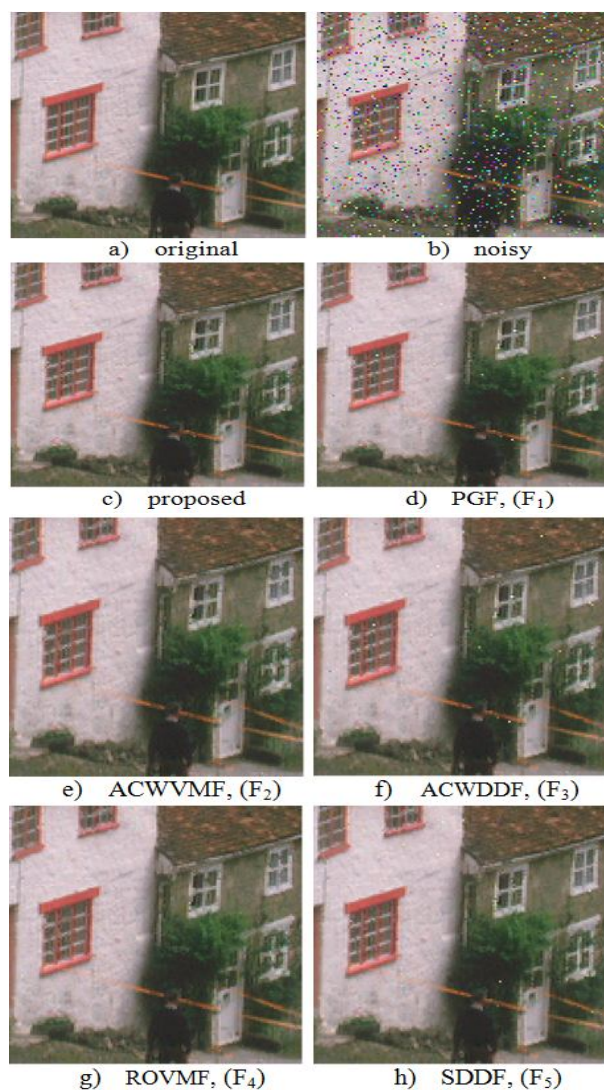 a) original
b) noisy
c) proposed
d) PGF, (F₁)
e) ACWVMF, (F₂)
f) ACWDDF, (F₃)
g) ROVMF, (F₄)
h) SDDF, (F₅)